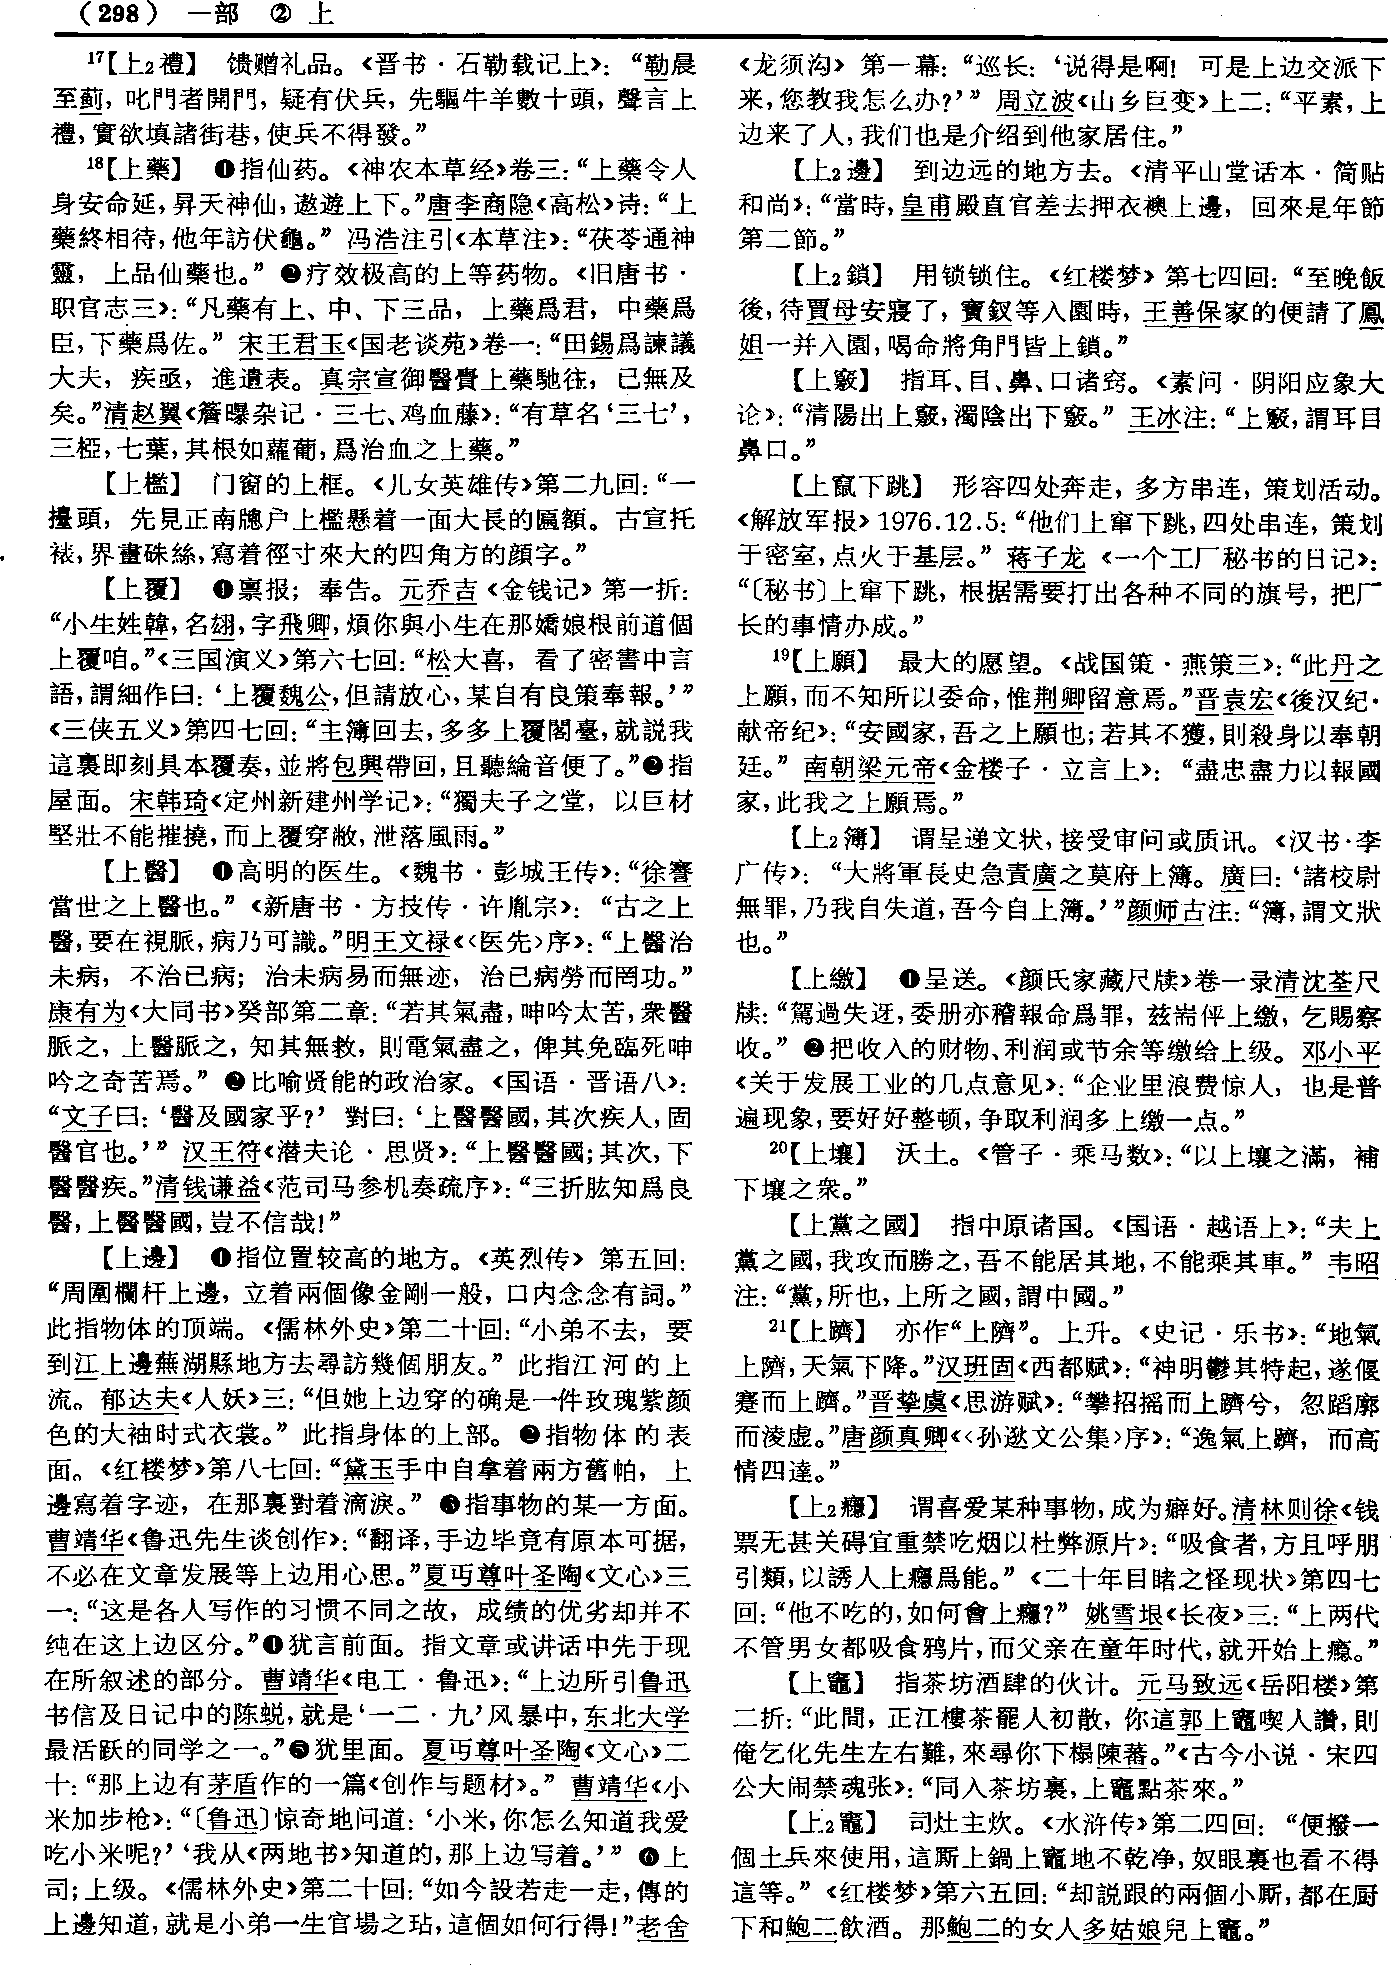 (298) 一部 ② 上
¹⁷【上₂禮】 馈赠礼品。《晋书·石勒载记上》：“勒晨
至薊，叱門者開門，疑有伏兵，先驅牛羊數十頭，聲言上
禮，實欲填諸街巷，使兵不得發。”
¹⁸【上藥】 ❶指仙药。《神农本草经》卷三：“上藥令人
身安命延，昇天神仙，遨遊上下。”唐李商隐《高松》诗：“上
藥終相待，他年訪伏龜。” 冯浩注引《本草注》：“茯苓通神
靈，上品仙藥也。” ❷疗效极高的上等药物。《旧唐书·
职官志三》：“凡藥有上、中、下三品，上藥爲君，中藥爲
臣，下藥爲佐。” 宋王君玉《国老谈苑》卷一：“田錫爲諫議
大夫，疾亟，進遺表。真宗宣御醫賫上藥馳往，已無及
矣。”清赵翼《簷曝杂记·三七、鸡血藤》：“有草名‘三七’，
三椏，七葉，其根如蘿葡，爲治血之上藥。”
【上檻】 门窗的上框。《儿女英雄传》第二九回：“一
擡頭，先見正南牕户上檻懸着一面大長的匾額。古宣托
裱，界畫硃絲，寫着徑寸來大的四角方的顔字。”
【上覆】 ❶禀报；奉告。元乔吉《金钱记》第一折：
“小生姓韓，名翃，字飛卿，煩你與小生在那嬌娘根前道個
上覆咱。”《三国演义》第六七回：“松大喜，看了密書中言
語，謂細作曰：‘上覆魏公，但請放心，某自有良策奉報。’”
《三侠五义》第四七回：“主簿回去，多多上覆閣臺，就説我
這裏即刻具本覆奏，並將包興帶回，且聽綸音便了。”❷指
屋面。宋韩琦《定州新建州学记》：“獨夫子之堂，以巨材
堅壯不能摧撓，而上覆穿敝，泄落風雨。”
【上醫】 ❶高明的医生。《魏书·彭城王传》：“徐謇
當世之上醫也。”《新唐书·方技传·许胤宗》：“古之上
醫，要在視脈，病乃可識。”明王文禄《〈医先〉序》：“上醫治
未病，不治已病；治未病易而無迹，治已病勞而罔功。”
康有为《大同书》癸部第二章：“若其氣盡，呻吟太苦，衆醫
脈之，上醫脈之，知其無救，則電氣盡之，俾其免臨死呻
吟之奇苦焉。” ❷比喻贤能的政治家。《国语·晋语八》：
“文子曰：‘醫及國家乎？’ 對曰：‘上醫醫國，其次疾人，固
醫官也。’” 汉王符《潜夫论·思贤》：“上醫醫國；其次，下
醫醫疾。”清钱谦益《范司马参机奏疏序》：“三折肱知爲良
醫，上醫醫國，豈不信哉！”
【上邊】 ❶指位置较高的地方。《英烈传》第五回：
“周圍欄杆上邊，立着兩個像金剛一般，口内念念有詞。”
此指物体的顶端。《儒林外史》第二十回：“小弟不去，要
到江上邊蕪湖縣地方去尋訪幾個朋友。” 此指江河的上
流。郁达夫《人妖》三：“但她上边穿的确是一件玫瑰紫颜
色的大袖时式衣裳。” 此指身体的上部。❷指物体的表
面。《红楼梦》第八七回：“黛玉手中自拿着兩方舊帕，上
邊寫着字迹，在那裏對着滴淚。” ❸指事物的某一方面。
曹靖华《鲁迅先生谈创作》：“翻译，手边毕竟有原本可据，
不必在文章发展等上边用心思。”夏丏尊叶圣陶《文心》三
一：“这是各人写作的习惯不同之故，成绩的优劣却并不
纯在这上边区分。”❹犹言前面。指文章或讲话中先于现
在所叙述的部分。曹靖华《电工·鲁迅》：“上边所引鲁迅
书信及日记中的陈蜕，就是‘一二·九’风暴中，东北大学
最活跃的同学之一。”❺犹里面。夏丏尊叶圣陶《文心》二
十：“那上边有茅盾作的一篇《创作与题材》。” 曹靖华《小
米加步枪》：“〔鲁迅〕惊奇地问道：‘小米，你怎么知道我爱
吃小米呢？’‘我从《两地书》知道的，那上边写着。’” ❻上
司；上级。《儒林外史》第二十回：“如今設若走一走，傳的
上邊知道，就是小弟一生官場之玷，這個如何行得！”老舍
《龙须沟》第一幕：“巡长：‘说得是啊！可是上边交派下
来，您教我怎么办？’” 周立波《山乡巨变》上二：“平素，上
边来了人，我们也是介绍到他家居住。”
【上₂邊】 到边远的地方去。《清平山堂话本·简贴
和尚》：“當時，皇甫殿直官差去押衣襖上邊，回來是年節
第二節。”
【上₂鎖】 用锁锁住。《红楼梦》第七四回：“至晚飯
後，待賈母安寢了，寶釵等入園時，王善保家的便請了鳳
姐一并入園，喝命將角門皆上鎖。”
【上竅】 指耳、目、鼻、口诸窍。《素问·阴阳应象大
论》：“清陽出上竅，濁陰出下竅。” 王冰注：“上竅，謂耳目
鼻口。”
【上竄下跳】 形容四处奔走，多方串连，策划活动。
《解放军报》1976.12.5：“他们上窜下跳，四处串连，策划
于密室，点火于基层。” 蒋子龙《一个工厂秘书的日记》：
“〔秘书〕上窜下跳，根据需要打出各种不同的旗号，把厂
长的事情办成。”
¹⁹【上願】 最大的愿望。《战国策·燕策三》：“此丹之
上願，而不知所以委命，惟荆卿留意焉。”晋袁宏《後汉纪·
献帝纪》：“安國家，吾之上願也；若其不獲，則殺身以奉朝
廷。” 南朝梁元帝《金楼子·立言上》：“盡忠盡力以報國
家，此我之上願焉。”
【上₂簿】 谓呈递文状，接受审问或质讯。《汉书·李
广传》：“大將軍長史急責廣之莫府上簿。廣曰：‘諸校尉
無罪，乃我自失道，吾今自上簿。’”颜师古注：“簿，謂文狀
也。”
【上缴】 ❶呈送。《颜氏家藏尺牍》卷一录清沈荃尺
牍：“駕過失迓，委册亦稽報命爲罪，兹耑伻上繳，乞賜察
收。” ❷把收入的财物、利润或节余等缴给上级。邓小平
《关于发展工业的几点意见》：“企业里浪费惊人，也是普
遍现象，要好好整顿，争取利润多上缴一点。”
²⁰【上壤】 沃土。《管子·乘马数》：“以上壤之滿，補
下壤之衆。”
【上黨之國】 指中原诸国。《国语·越语上》：“夫上
黨之國，我攻而勝之，吾不能居其地，不能乘其車。” 韦昭
注：“黨，所也，上所之國，謂中國。”
²¹【上躋】 亦作“上隮”。上升。《史记·乐书》：“地氣
上隮，天氣下降。”汉班固《西都赋》：“神明鬱其特起，遂偃
蹇而上躋。”晋挚虞《思游赋》：“攀招摇而上躋兮，忽蹈廓
而淩虚。”唐颜真卿《〈孙逖文公集〉序》：“逸氣上躋，而高
情四達。”
【上₂癮】 谓喜爱某种事物，成为癖好。清林则徐《钱
票无甚关碍宜重禁吃烟以杜弊源片》：“吸食者，方且呼朋
引類，以誘人上癮爲能。”《二十年目睹之怪现状》第四七
回：“他不吃的，如何會上癮？” 姚雪垠《长夜》三：“上两代
不管男女都吸食鸦片，而父亲在童年时代，就开始上瘾。”
【上竈】 指茶坊酒肆的伙计。元马致远《岳阳楼》第
二折：“此間，正江樓茶罷人初散，你這郭上竈喫人讚，則
俺乞化先生左右難，來尋你下榻陳蕃。”《古今小说·宋四
公大闹禁魂张》：“同入茶坊裏，上竈點茶來。”
【上₂竈】 司灶主炊。《水浒传》第二四回：“便撥一
個土兵來使用，這厮上鍋上竈地不乾净，奴眼裏也看不得
這等。”《红楼梦》第六五回：“却説跟的兩個小厮，都在厨
下和鮑二飲酒。那鮑二的女人多姑娘兒上竈。”